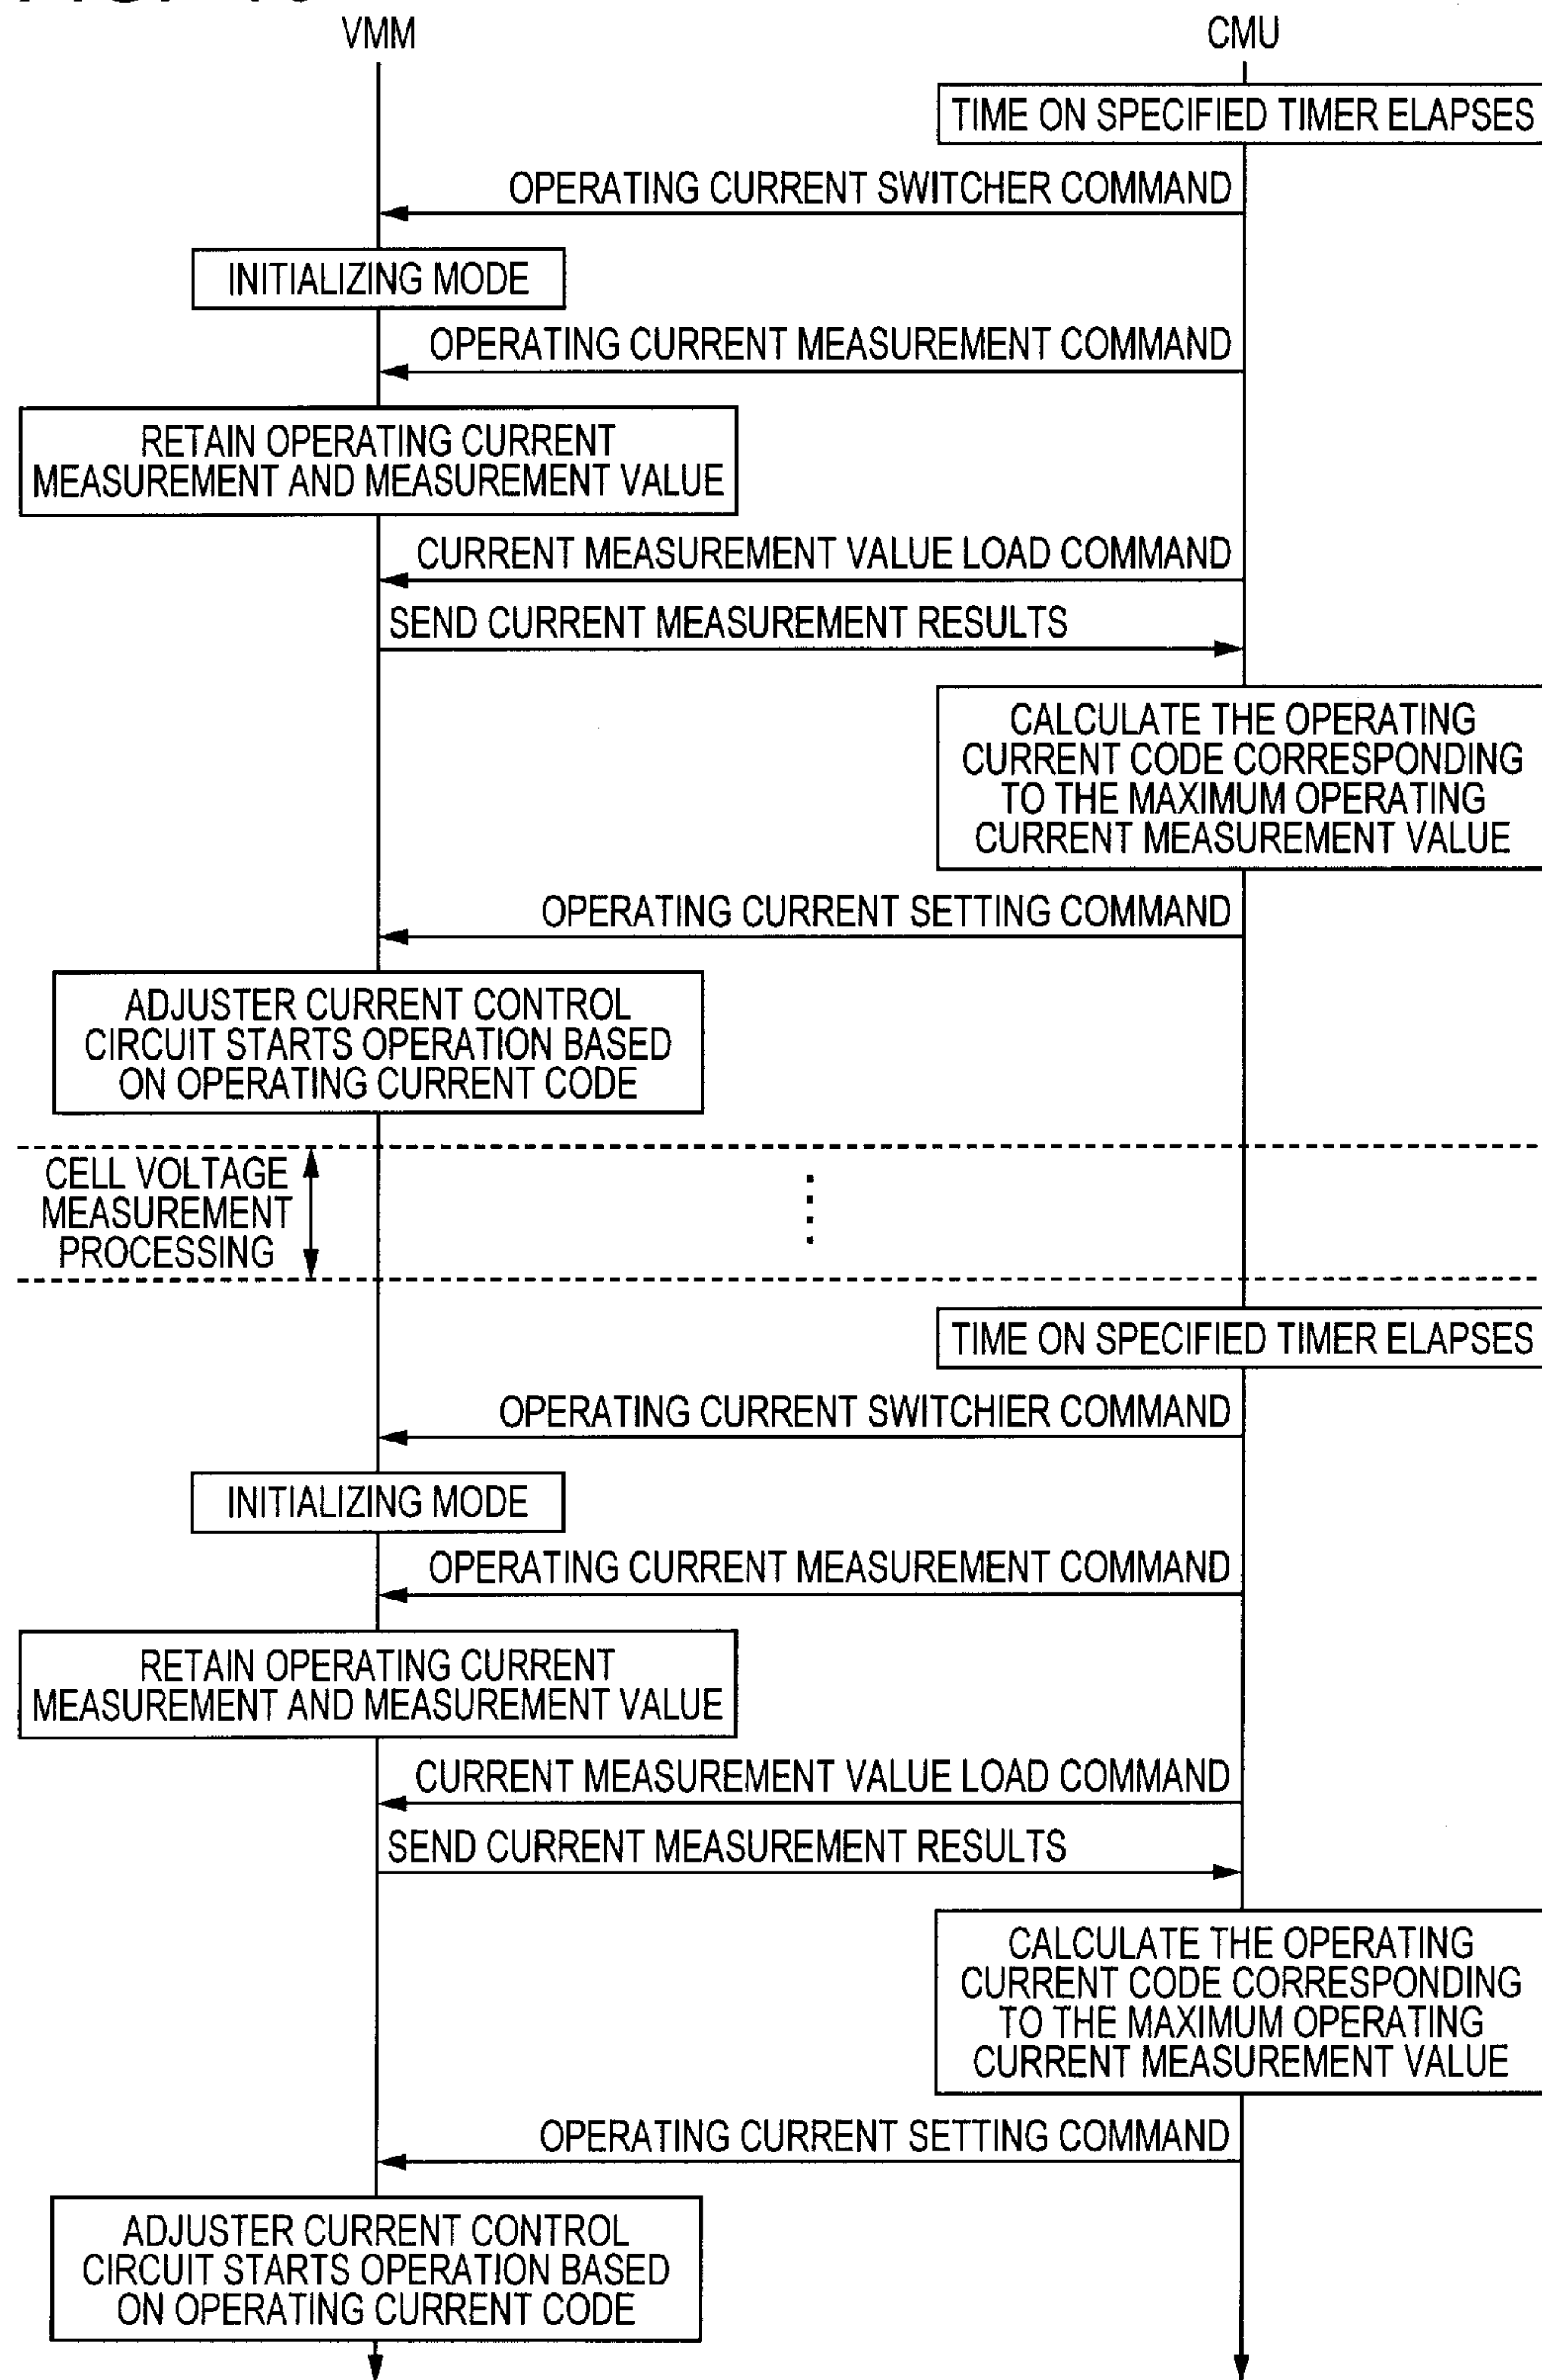 VMM
CMU
TIME ON SPECIFIED TIMER ELAPSES
OPERATING CURRENT SWITCHER COMMAND
INITIALIZING MODE
OPERATING CURRENT MEASUREMENT COMMAND
RETAIN OPERATING CURRENT
MEASUREMENT AND MEASUREMENT VALUE
CURRENT MEASUREMENT VALUE LOAD COMMAND
SEND CURRENT MEASUREMENT RESULTS
CALCULATE THE OPERATING
CURRENT CODE CORRESPONDING
TO THE MAXIMUM OPERATING
CURRENT MEASUREMENT VALUE
OPERATING CURRENT SETTING COMMAND
ADJUSTER CURRENT CONTROL
CIRCUIT STARTS OPERATION BASED
ON OPERATING CURRENT CODE
CELL VOLTAGE
MEASUREMENT
PROCESSING
TIME ON SPECIFIED TIMER ELAPSES
OPERATING CURRENT SWITCHIER COMMAND
INITIALIZING MODE
OPERATING CURRENT MEASUREMENT COMMAND
RETAIN OPERATING CURRENT
MEASUREMENT AND MEASUREMENT VALUE
CURRENT MEASUREMENT VALUE LOAD COMMAND
SEND CURRENT MEASUREMENT RESULTS
CALCULATE THE OPERATING
CURRENT CODE CORRESPONDING
TO THE MAXIMUM OPERATING
CURRENT MEASUREMENT VALUE
OPERATING CURRENT SETTING COMMAND
ADJUSTER CURRENT CONTROL
CIRCUIT STARTS OPERATION BASED
ON OPERATING CURRENT CODE